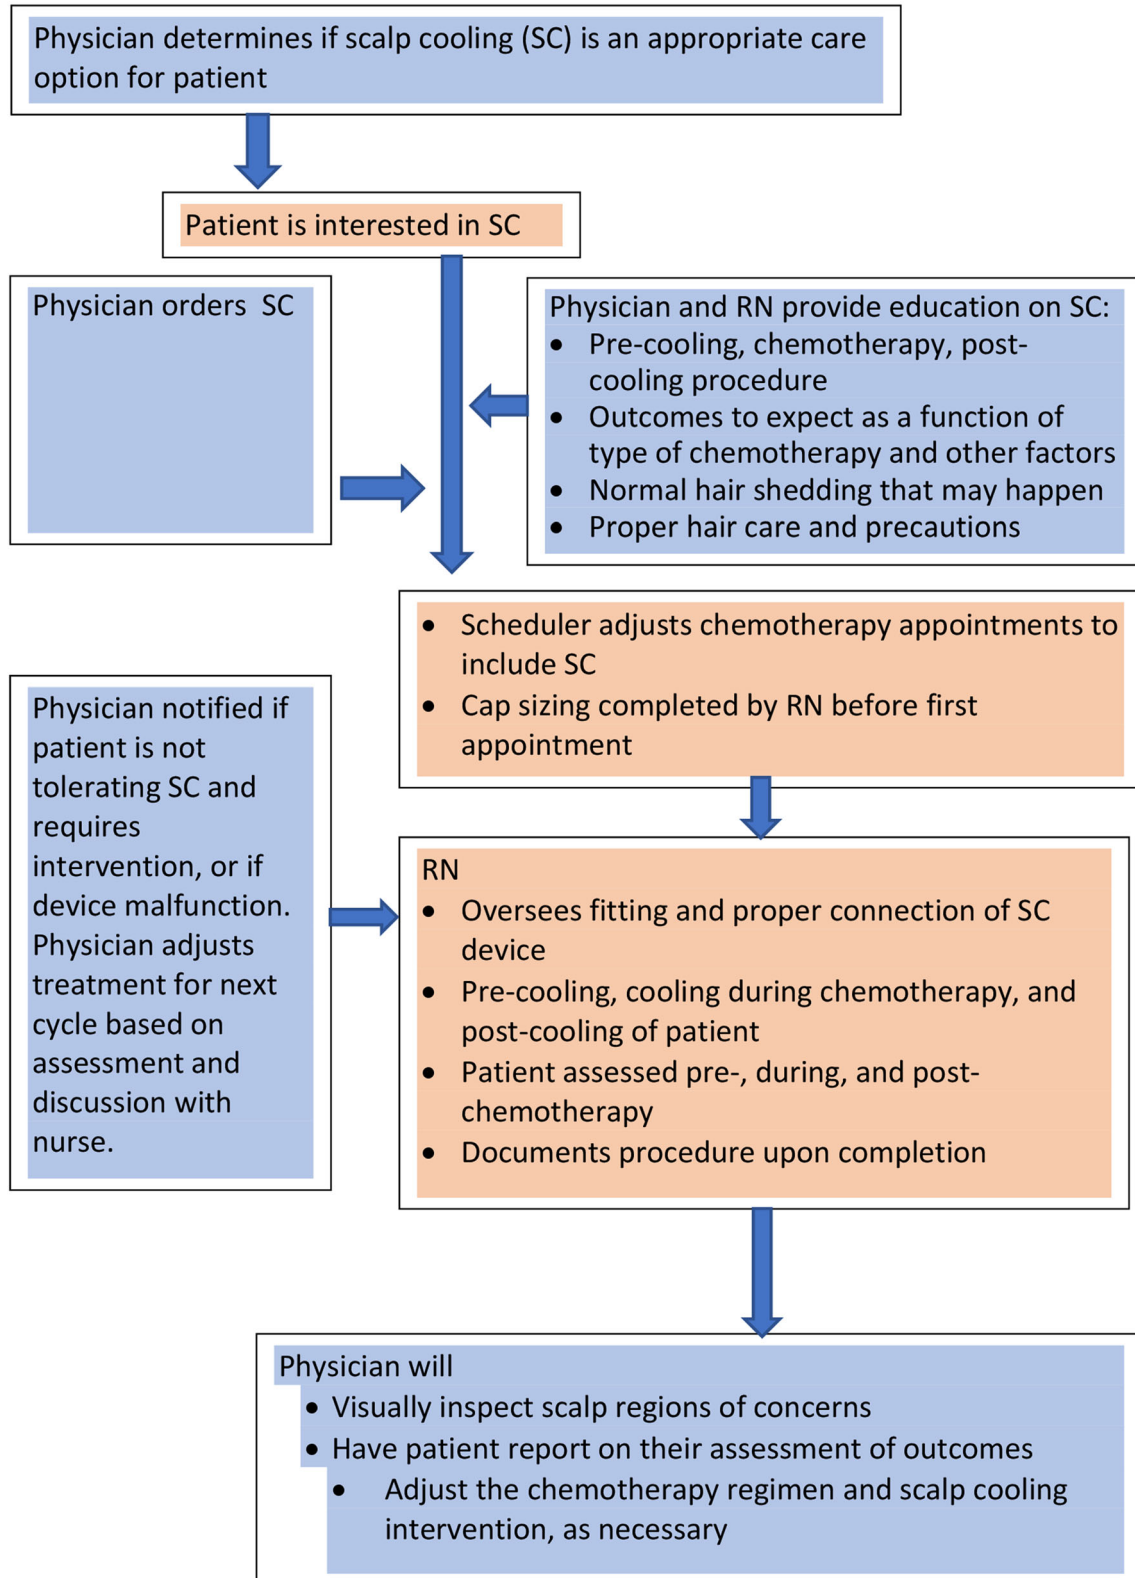 Physician determines if scalp cooling (SC) is an appropriate care
option for patient
Patient is interested in SC
Physician orders  SC
Physician and RN provide education on SC:
• Pre-cooling, chemotherapy, post-
cooling procedure
• Outcomes to expect as a function of
type of chemotherapy and other factors
• Normal hair shedding that may happen
• Proper hair care and precautions
• Scheduler adjusts chemotherapy appointments to
include SC
• Cap sizing completed by RN before first
appointment
Physician notified if
patient is not
tolerating SC and
requires
intervention, or if
device malfunction.
Physician adjusts
treatment for next
cycle based on
assessment and
discussion with
nurse.
RN
• Oversees fitting and proper connection of SC
device
• Pre-cooling, cooling during chemotherapy, and
post-cooling of patient
• Patient assessed pre-, during, and post-
chemotherapy
• Documents procedure upon completion
Physician will
• Visually inspect scalp regions of concerns
• Have patient report on their assessment of outcomes
• Adjust the chemotherapy regimen and scalp cooling
intervention, as necessary